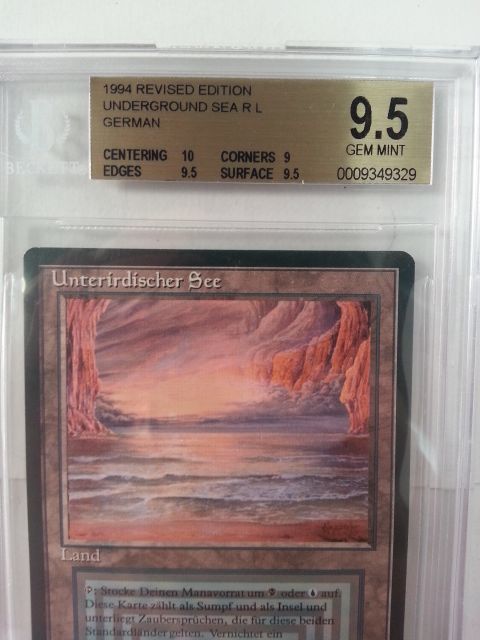 1994 REVISED EDITION
UNDERGROUND SEA R L
GERMAN
CENTERING 10 CORNERS 9
EDGES 9.5 SURFACE 9.5
9.5
GEM MINT
0009349329
BECKETT
Unterirdischer See
Land
: Stocke Deinen Manavorrat um oder auf.
Diese Karte zählt als Sumpf und als Insel und
unterliegt Zaubersprüchen, die für diese beiden
Standardländer gelten. Vernichtet ein